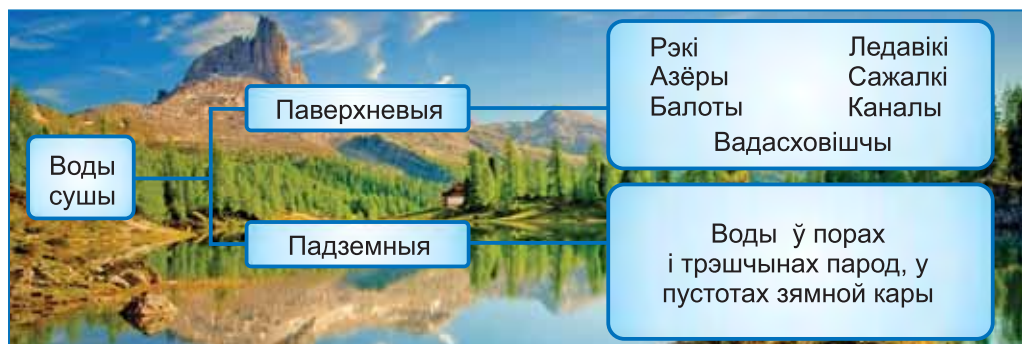 Воды
сушы
Паверхневыя
Рэкі Ледавікі
Азёры Сажалкі
Балоты Каналы
Вадасховішчы
Падземныя
Воды ў порах
і трэшчынах парод, у
пустотах зямной кары